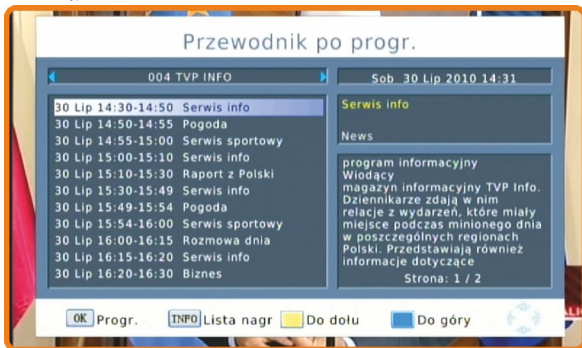 Przewodnik po progr.
004 TVP INFO
Sob 30 Lip 2010 14:31
30 Lip 14:30-14:50 Serwis info
30 Lip 14:50-14:55 Pogoda
30 Lip 14:55-15:00 Serwis sportowy
30 Lip 15:00-15:10 Serwis info
30 Lip 15:10-15:30 Raport z Polski
30 Lip 15:30-15:49 Serwis info
30 Lip 15:49-15:54 Pogoda
30 Lip 15:54-16:00 Serwis sportowy
30 Lip 16:00-16:15 Rozmowa dnia
30 Lip 16:15-16:20 Serwis info
30 Lip 16:20-16:30 Biznes
Serwis info
News
program informacyjny
Wiodący
magazyn informacyjny TVP Info.
Dziennikarze zdają w nim
relacje z wydarzeń, które miały
miejsce podczas minionego dnia
w poszczególnych regionach
Polski. Przedstawiają również
informacje dotyczące
Strona: 1 / 2
OK Progr. INFO Lista nagr Do dołu Do góry